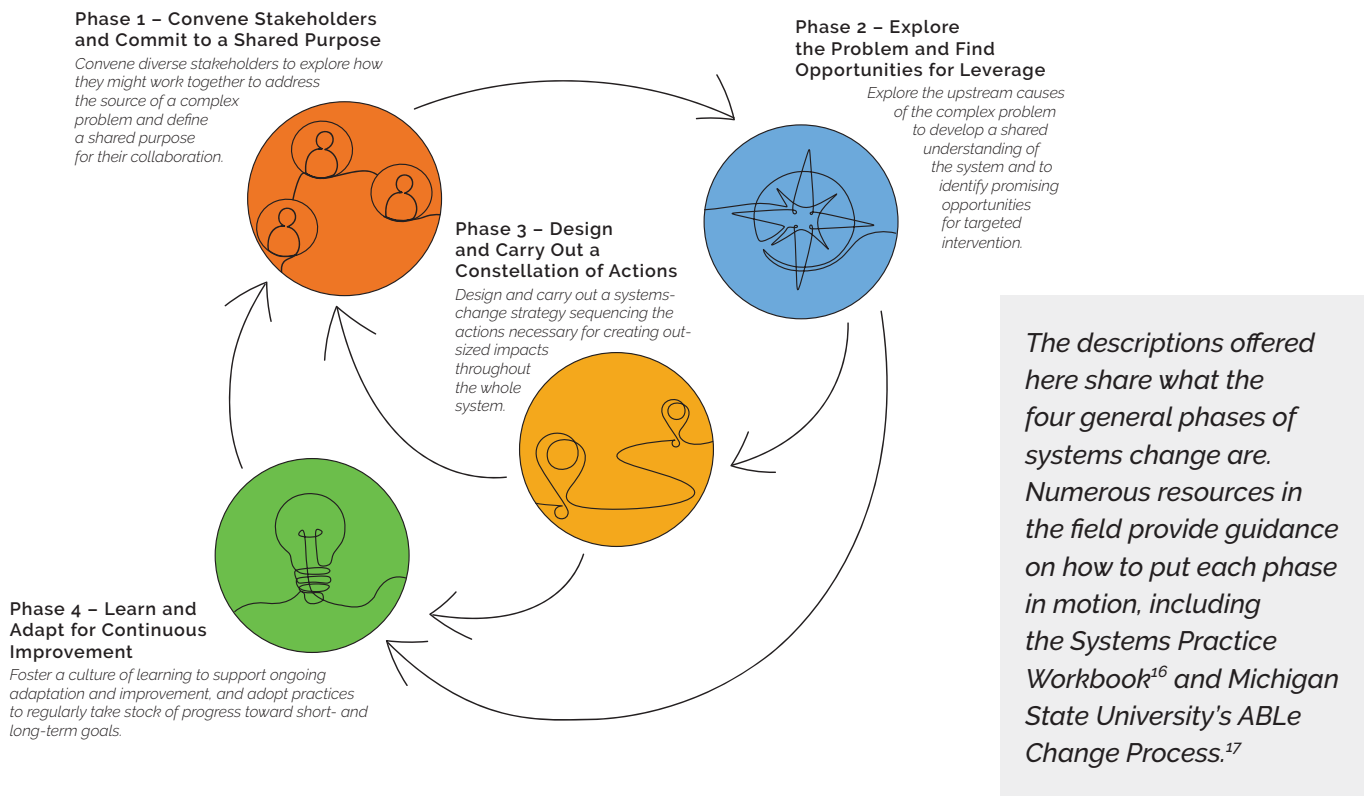 Phase 1 – Convene Stakeholders
and Commit to a Shared Purpose
Convene diverse stakeholders to explore how
they might work together to address
the source of a complex
problem and define
a shared purpose
for their collaboration.
Phase 2 – Explore
the Problem and Find
Opportunities for Leverage
Explore the upstream causes
of the complex problem
to develop a shared
understanding of
the system and to
identify promising
opportunities
for targeted
intervention.
Phase 3 – Design
and Carry Out a
Constellation of Actions
Design and carry out a systems-
change strategy sequencing the
actions necessary for creating out-
sized impacts
throughout
the whole
system.
Phase 4 – Learn and
Adapt for Continuous
Improvement
Foster a culture of learning to support ongoing
adaptation and improvement, and adopt practices
to regularly take stock of progress toward short- and
long-term goals.
The descriptions offered
here share what the
four general phases of
systems change are.
Numerous resources in
the field provide guidance
on how to put each phase
in motion, including
the Systems Practice
Workbook¹⁶ and Michigan
State University’s ABLe
Change Process.¹⁷